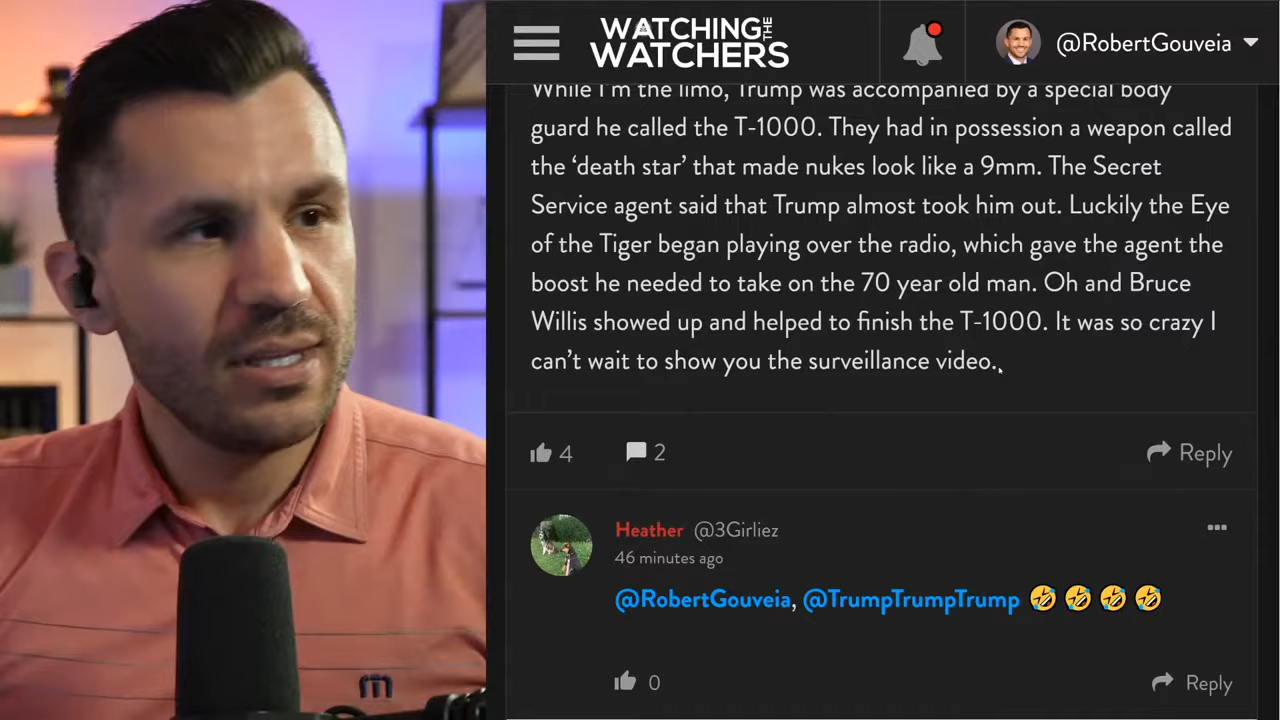 WATCHING THE
WATCHERS
@RobertGouveia
While I'm the limo, Trump was accompanied by a special body
guard he called the T-1000. They had in possession a weapon called
the ‘death star’ that made nukes look like a 9mm. The Secret
Service agent said that Trump almost took him out. Luckily the Eye
of the Tiger began playing over the radio, which gave the agent the
boost he needed to take on the 70 year old man. Oh and Bruce
Willis showed up and helped to finish the T-1000. It was so crazy I
can’t wait to show you the surveillance video.
4 2 Reply
Heather @3Girliez
46 minutes ago
@RobertGouveia, @TrumpTrumpTrump 🤣 🤣 🤣 🤣
0 Reply
m